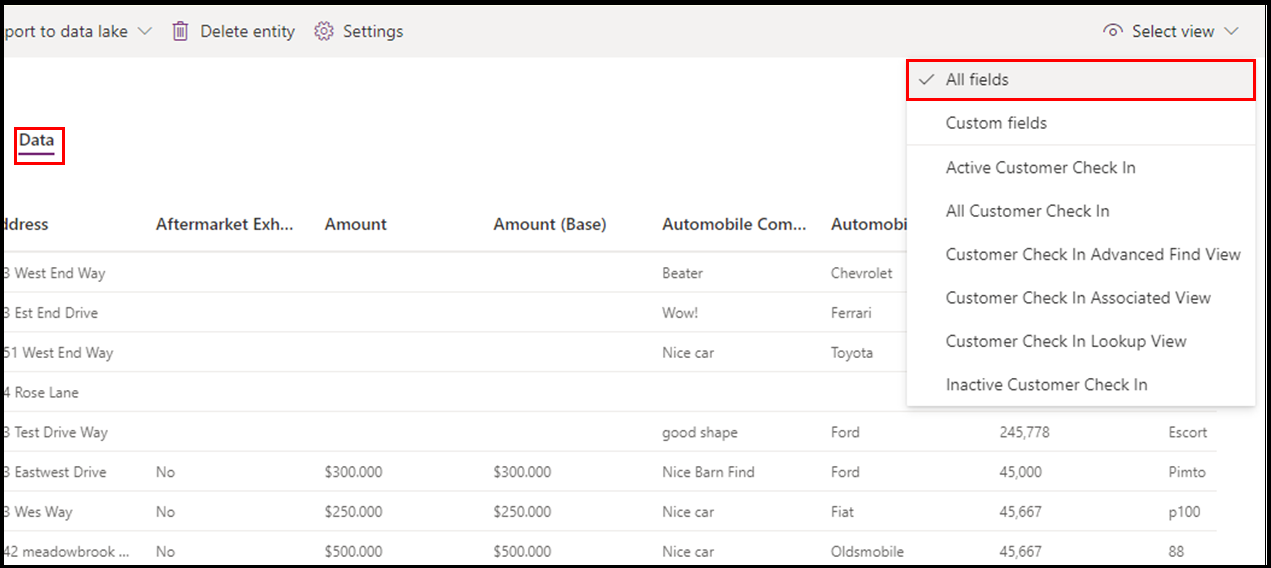 port to data lake Delete entity Settings Select view
All fields
Custom fields
Data
Active Customer Check In
All Customer Check In
ddress Aftermarket Exh... Amount Amount (Base) Automobile Com... Automobi
Customer Check In Advanced Find View
3 West End Way Beater Chevrolet
Customer Check In Associated View
3 Est End Drive Wow! Ferrari
Customer Check In Lookup View
51 West End Way Nice car Toyota
Inactive Customer Check In
4 Rose Lane
3 Test Drive Way good shape Ford 245,778 Escort
3 Eastwest Drive No $300.000 $300.000 Nice Barn Find Ford 45,000 Pimto
3 Wes Way No $250.000 $250.000 Nice car Fiat 45,667 p100
42 meadowbrook ... No $500.000 $500.000 Nice car Oldsmobile 45,667 88